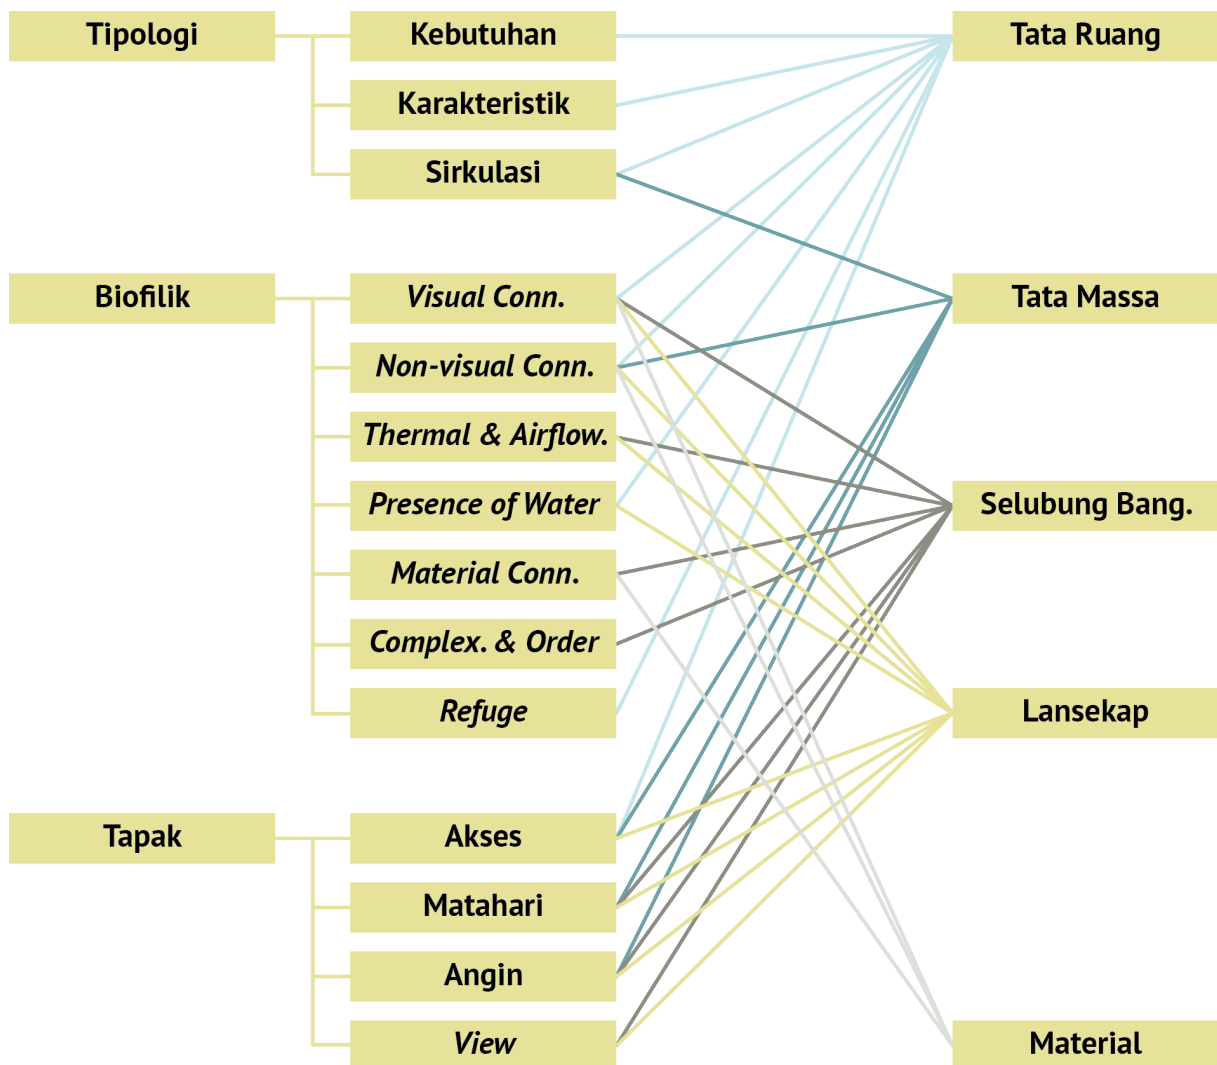 Tipologi
Kebutuhan
Tata Ruang
Karakteristik
Sirkulasi
Biofilik
Visual Conn.
Tata Massa
Non-visual Conn.
Thermal & Airflow.
Presence of Water
Selubung Bang.
Material Conn.
Complex. & Order
Refuge
Lansekap
Tapak
Akses
Matahari
Angin
View
Material